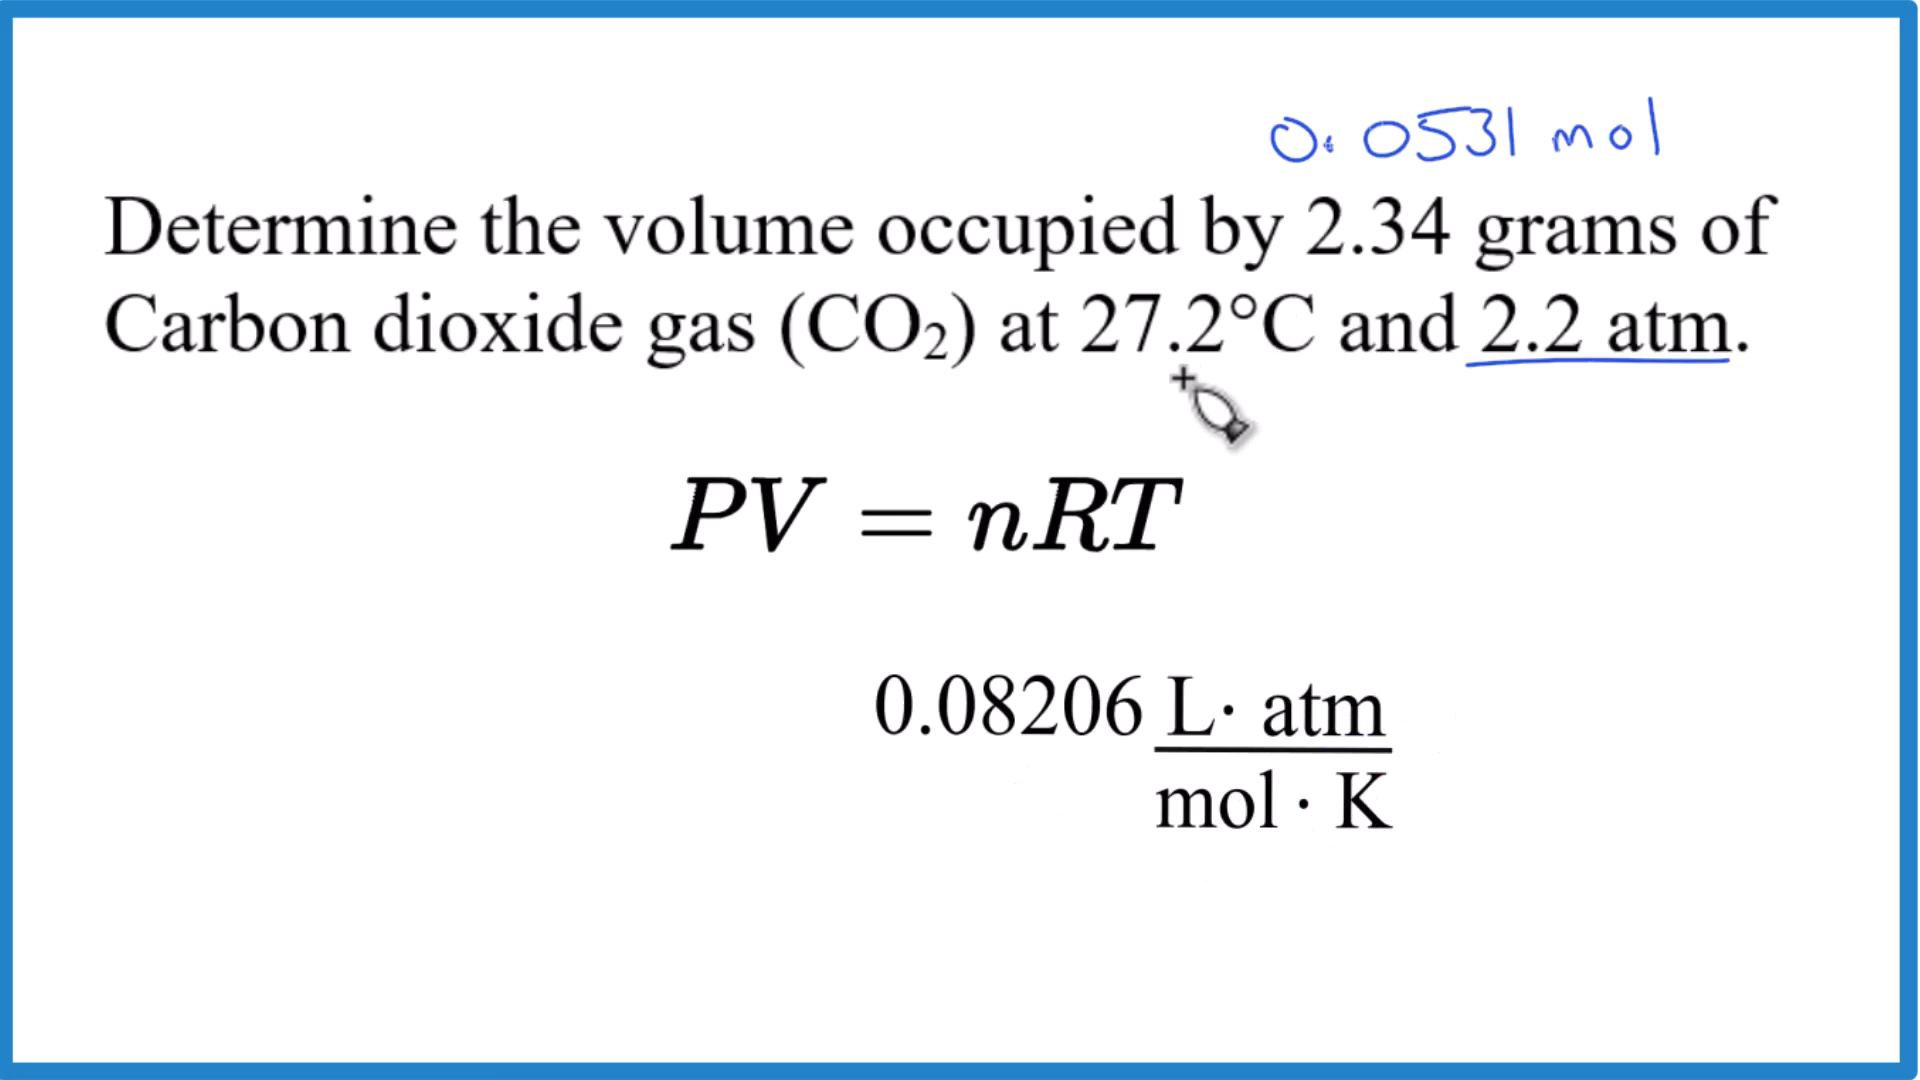 0.0531 mol
Determine the volume occupied by 2.34 grams of
Carbon dioxide gas (CO₂) at 27.2°C and 2.2 atm.
PV = nRT
0.08206 L· atm
mol · K